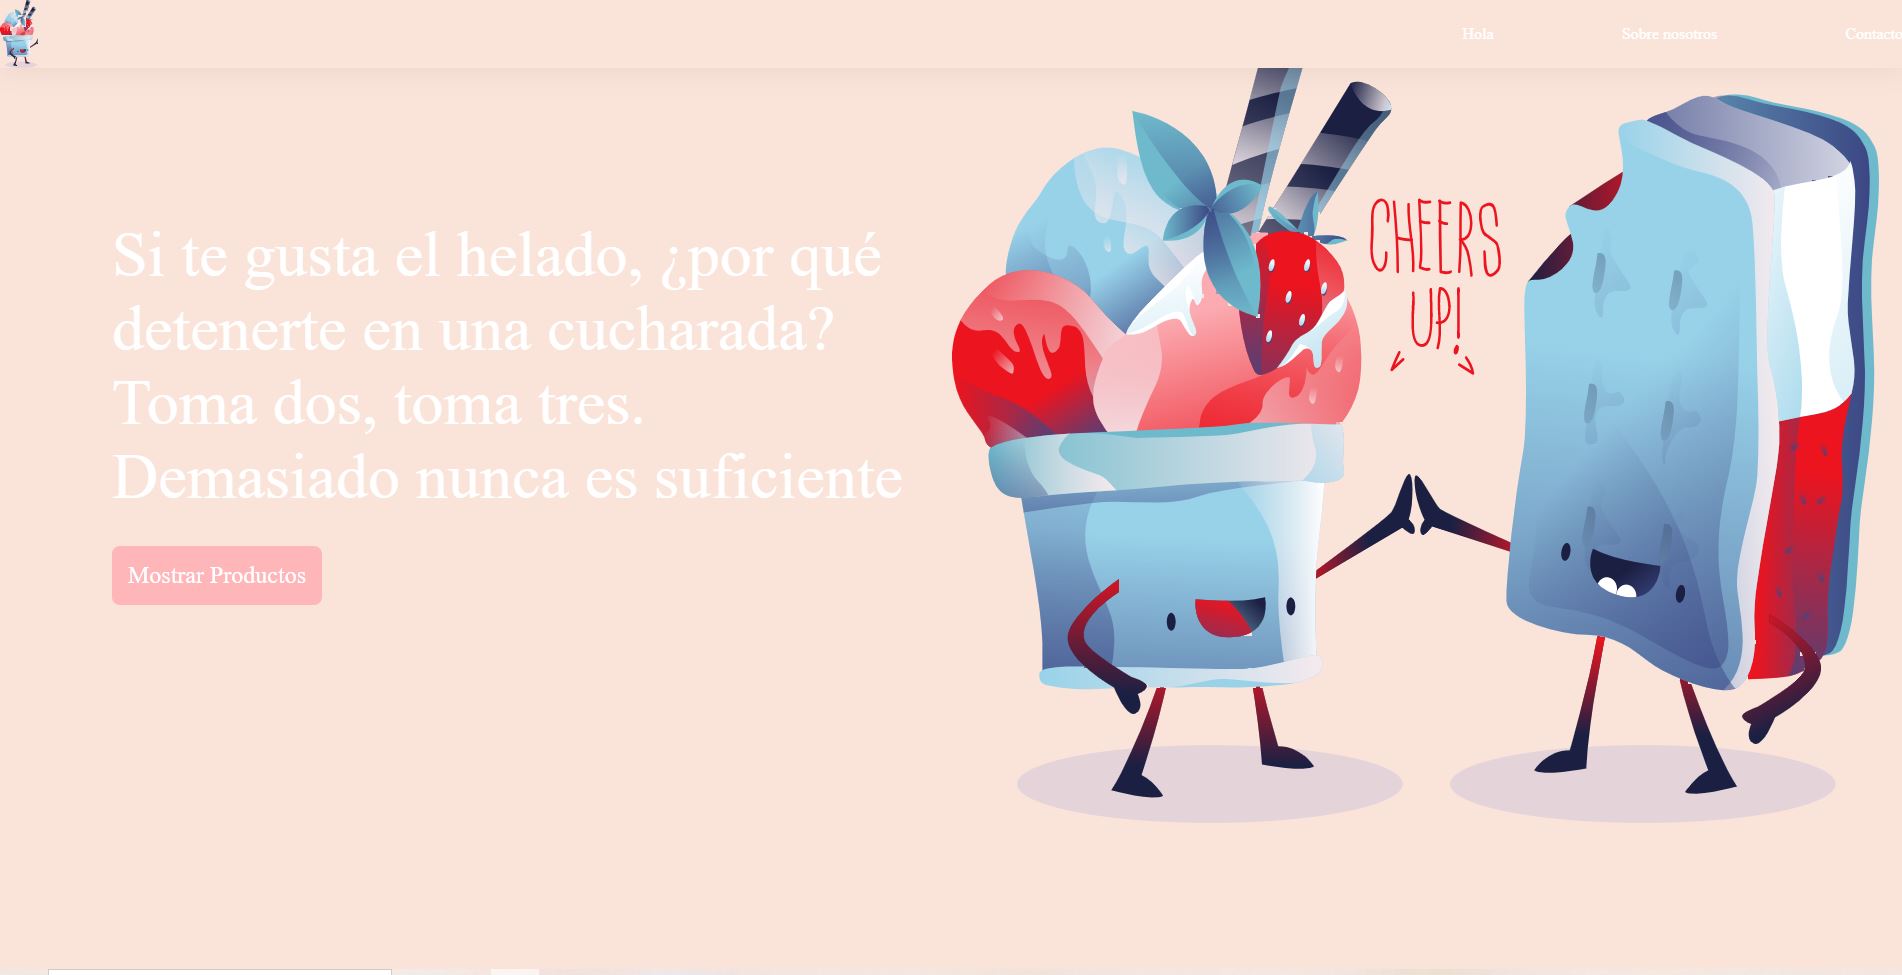 Hola
Sobre nosotros
Contacto
Si te gusta el helado, ¿por qué
detenerte en una cucharada?
Toma dos, toma tres.
Demasiado nunca es suficiente
Mostrar Productos
CHEERS
UP!